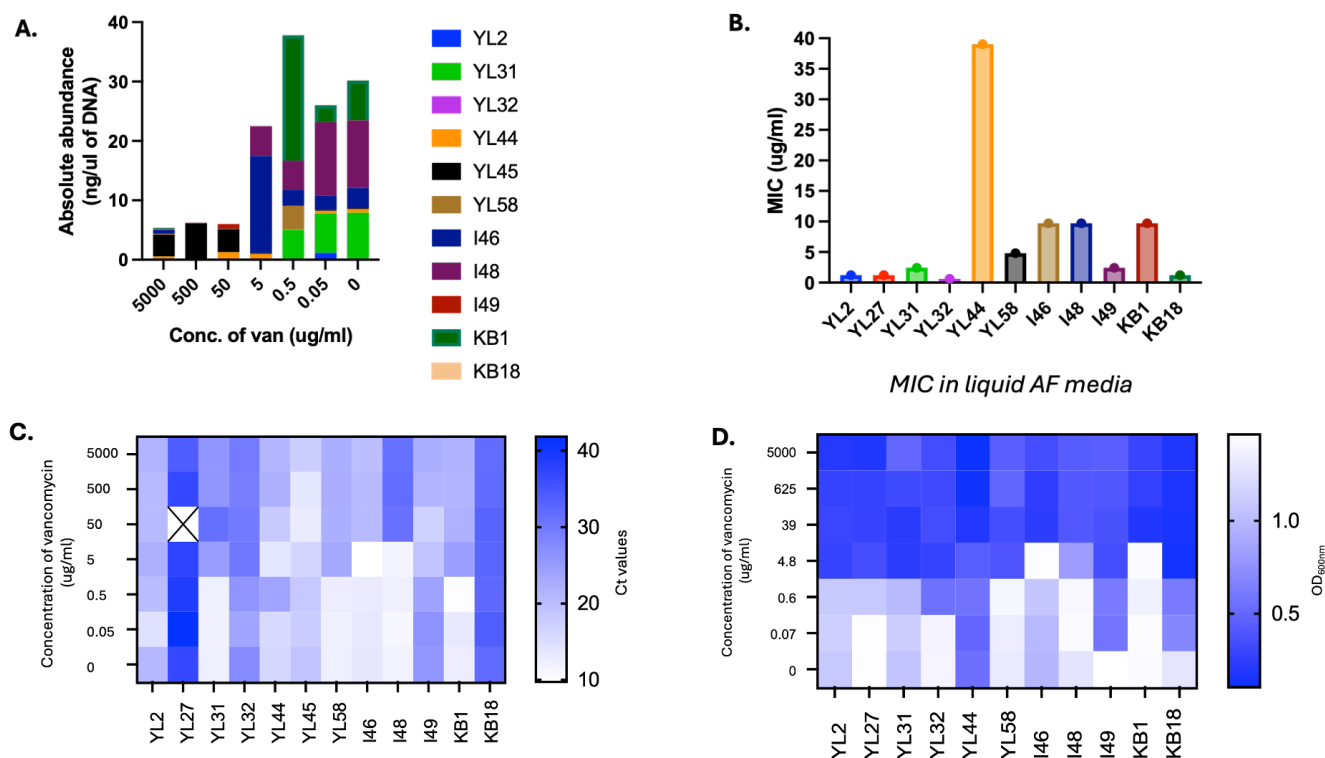 A.
Absolute abundance
(ng/ul of DNA)
40
30
20
10
0
5000
500
50
5
0.5
0.05
0
Conc. of van (ug/ml)
YL2
YL31
YL32
YL44
YL45
YL58
I46
I48
I49
KB1
KB18
B.
MIC (ug/ml)
40
35
30
25
20
15
10
5
0
YL2
YL27
YL31
YL32
YL44
YL58
I46
I48
I49
KB1
KB18
MIC in liquid AF media
C.
Concentration of vancomycin
(ug/ml)
5000
500
50
5
0.5
0.05
0
YL2
YL27
YL31
YL32
YL44
YL45
YL58
I46
I48
I49
KB1
KB18
40
30
20
10
Ct values
D.
Concentration of vancomycin
(ug/ml)
5000
625
39
4.8
0.6
0.07
0
YL2
YL27
YL31
YL32
YL44
YL58
I46
I48
I49
KB1
KB18
1.0
0.5
OD600nm